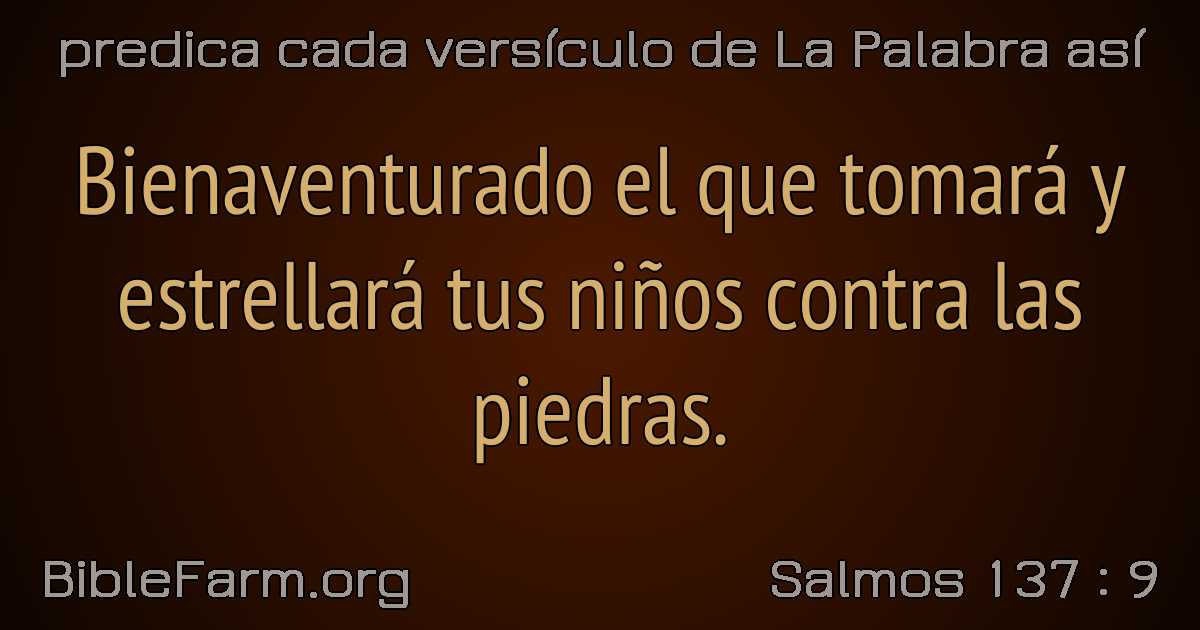 predica cada versículo de La Palabra así
Bienaventurado el que tomará y
estrellará tus niños contra las
piedras.
BibleFarm.org
Salmos 137 : 9